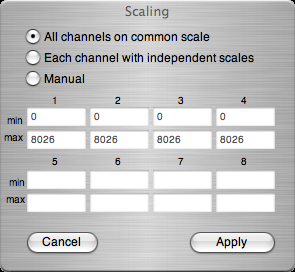 Scaling
All channels on common scale
Each channel with independent scales
Manual
1 2 3 4
min 0 0 0 0
max 8026 8026 8026 8026
5 6 7 8
min
max
Cancel Apply